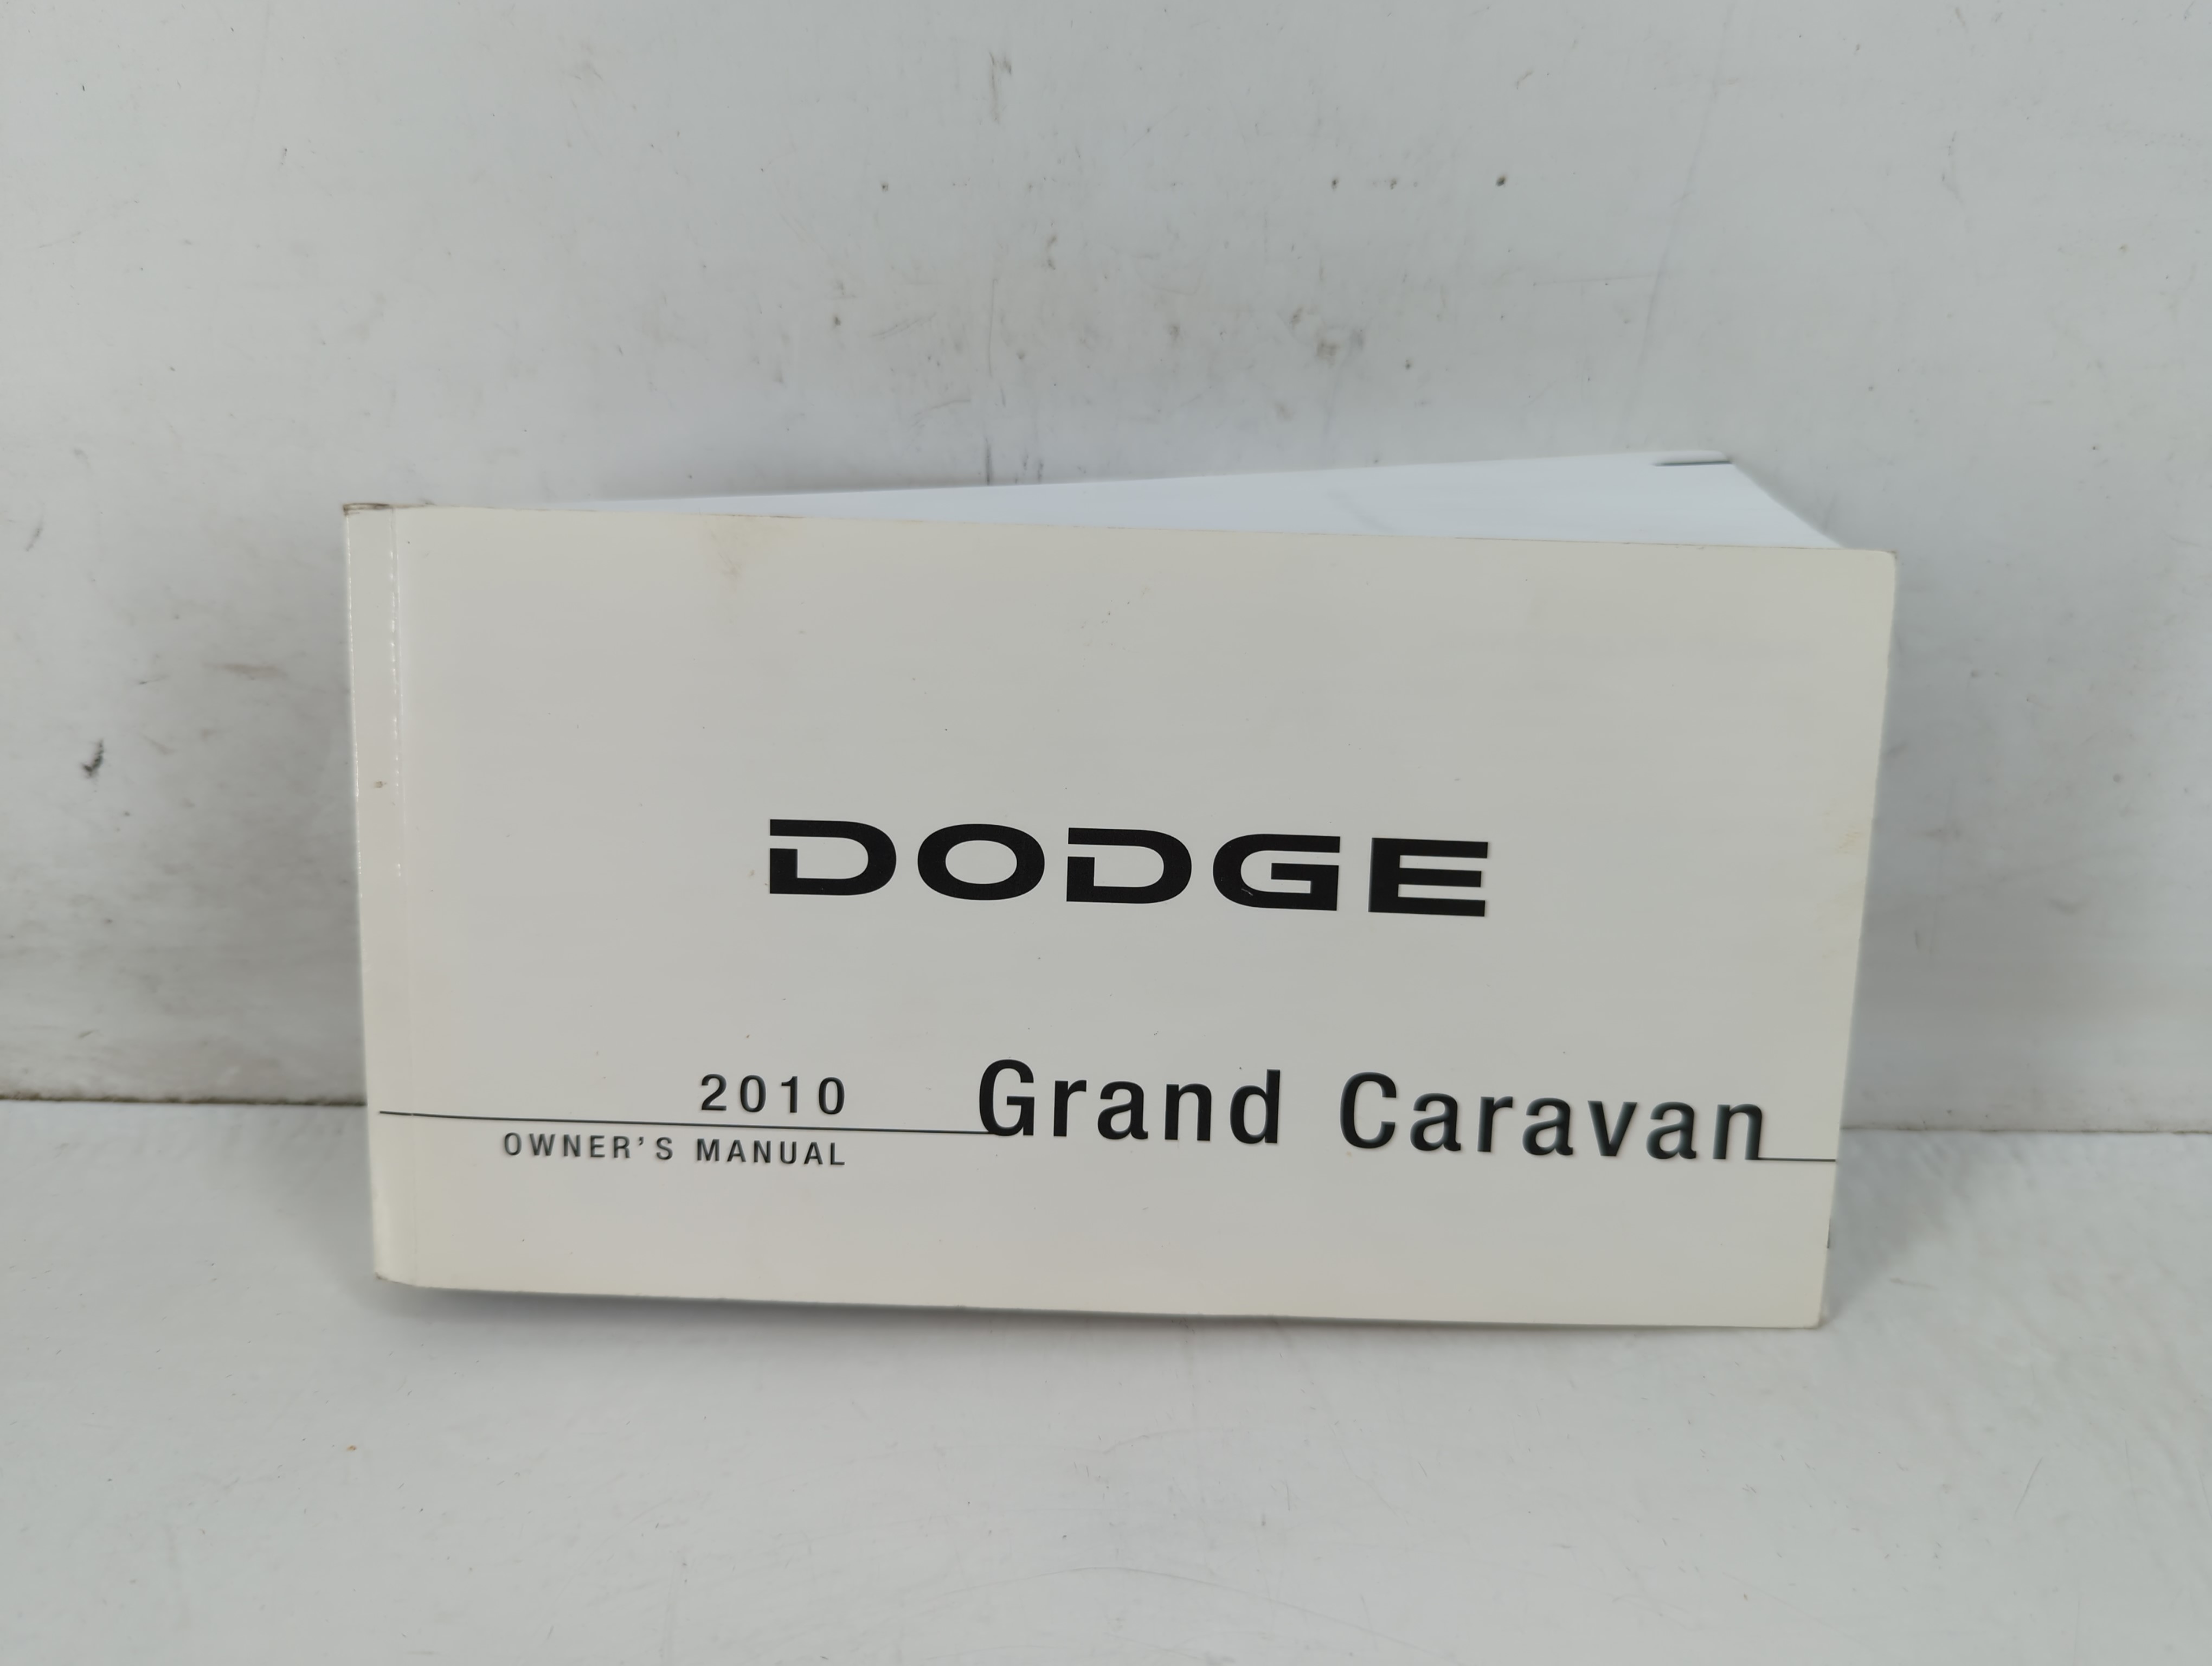 DODGE
2010 Grand Caravan
OWNER'S MANUAL